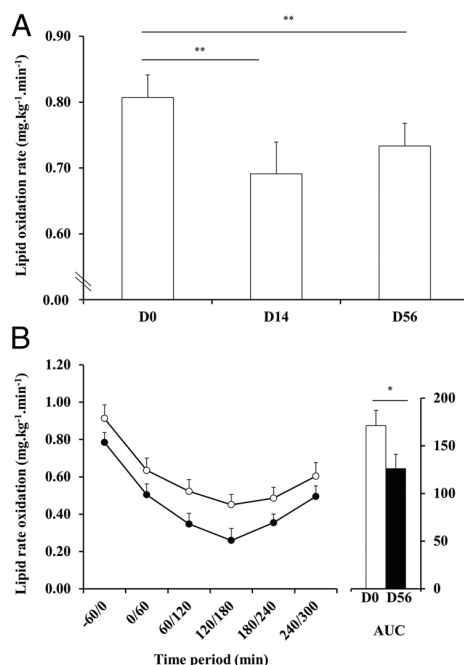 A
**
**
Lipid oxidation rate (mg.kg⁻¹.min⁻¹)
0.90
0.80
0.70
0.60
0.00
D0 D14 D56
B
Lipid rate oxidation (mg.kg⁻¹.min⁻¹)
1.20
1.00
0.80
0.60
0.40
0.20
0.00
-60/0 0/60 60/120 120/180 180/240 240/300
Time period (min)
*
200
150
100
50
0
D0 D56
AUC